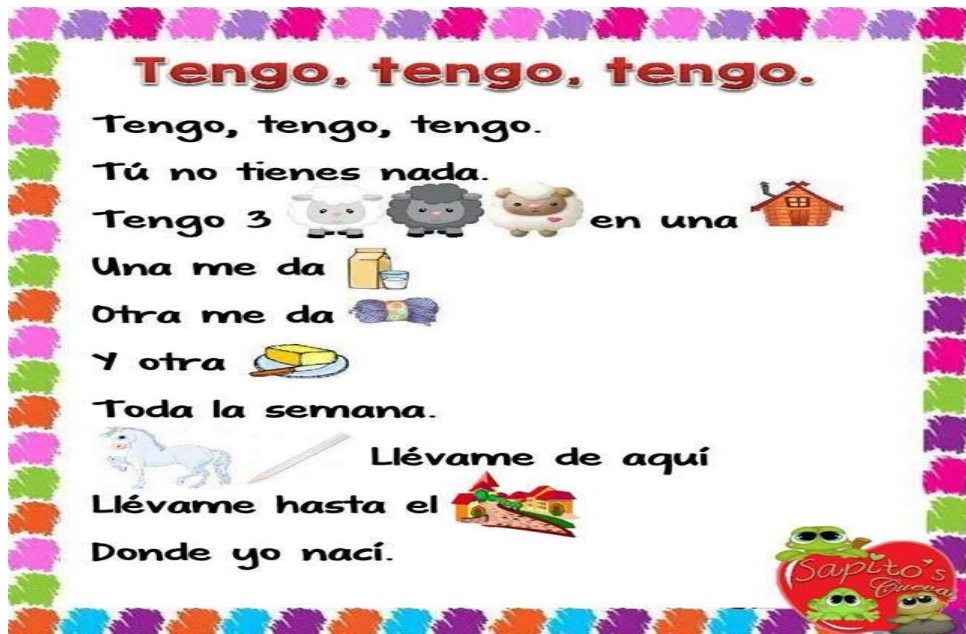 Tengo, tengo, tengo.
Tengo, tengo, tengo.
Tú no tienes nada.
Tengo 3 en una
Una me da
Otra me da
Y otra
Toda la semana.
Llévame de aquí
Llévame hasta el
Donde yo nací.
Sapito's
Cueva